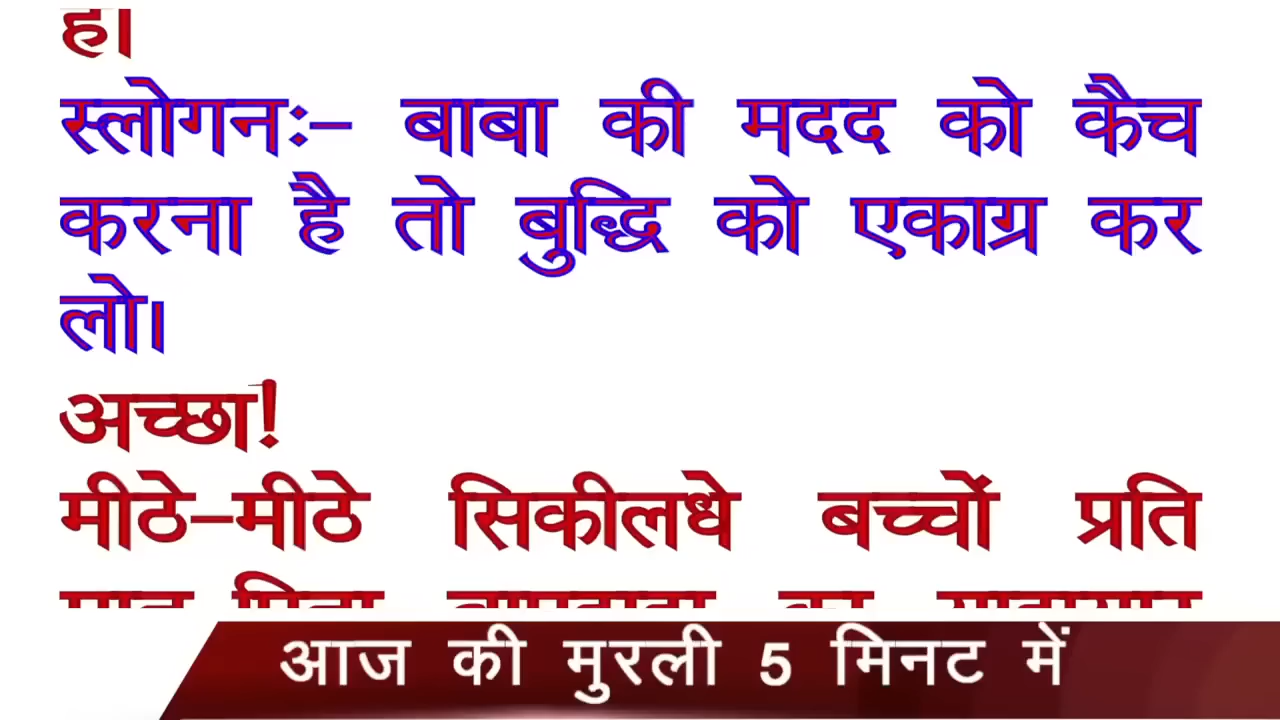 है।
स्लोगनः- बाबा की मदद को कैच
करना है तो बुद्धि को एकाग्र कर
लो।
अच्छा!
मीठे-मीठे सिकीलधे बच्चों प्रति
आज की मुरली 5 मिनट में